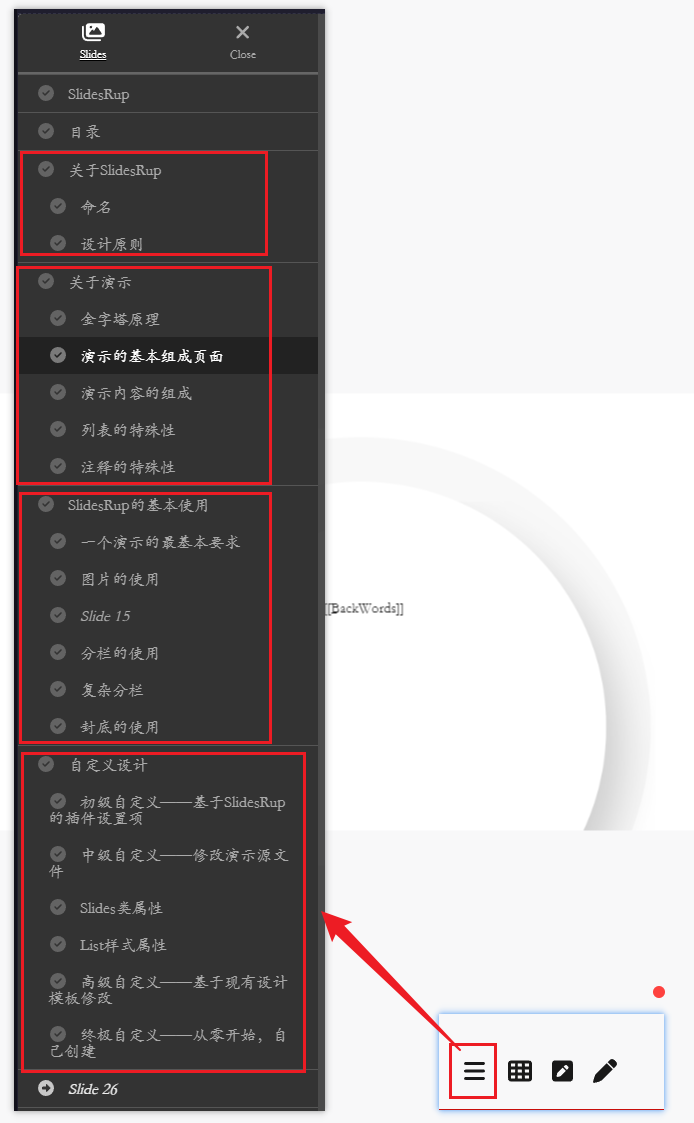 Slides
Close
SlidesRup
目录
关于SlidesRup
命名
设计原则
关于演示
金字塔原理
演示的基本组成页面
演示内容的组成
列表的特殊性
注释的特殊性
SlidesRup的基本使用
一个演示的最基本要求
图片的使用
Slide 15
分栏的使用
复杂分栏
封底的使用
自定义设计
初级自定义——基于SlidesRup
的插件设置项
中级自定义——修改演示源文
件
Slides类属性
List样式属性
高级自定义——基于现有设计
模板修改
终极自定义——从零开始，自
己创建
Slide 26
[[BackWords]]